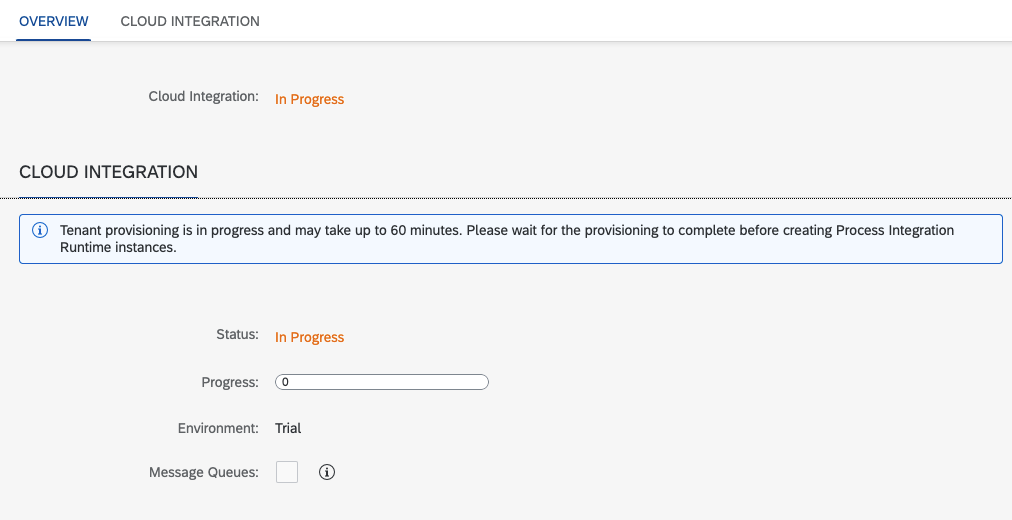 OVERVIEW CLOUD INTEGRATION
Cloud Integration: In Progress
CLOUD INTEGRATION
Tenant provisioning is in progress and may take up to 60 minutes. Please wait for the provisioning to complete before creating Process Integration
Runtime instances.
Status: In Progress
Progress: 0
Environment: Trial
Message Queues: